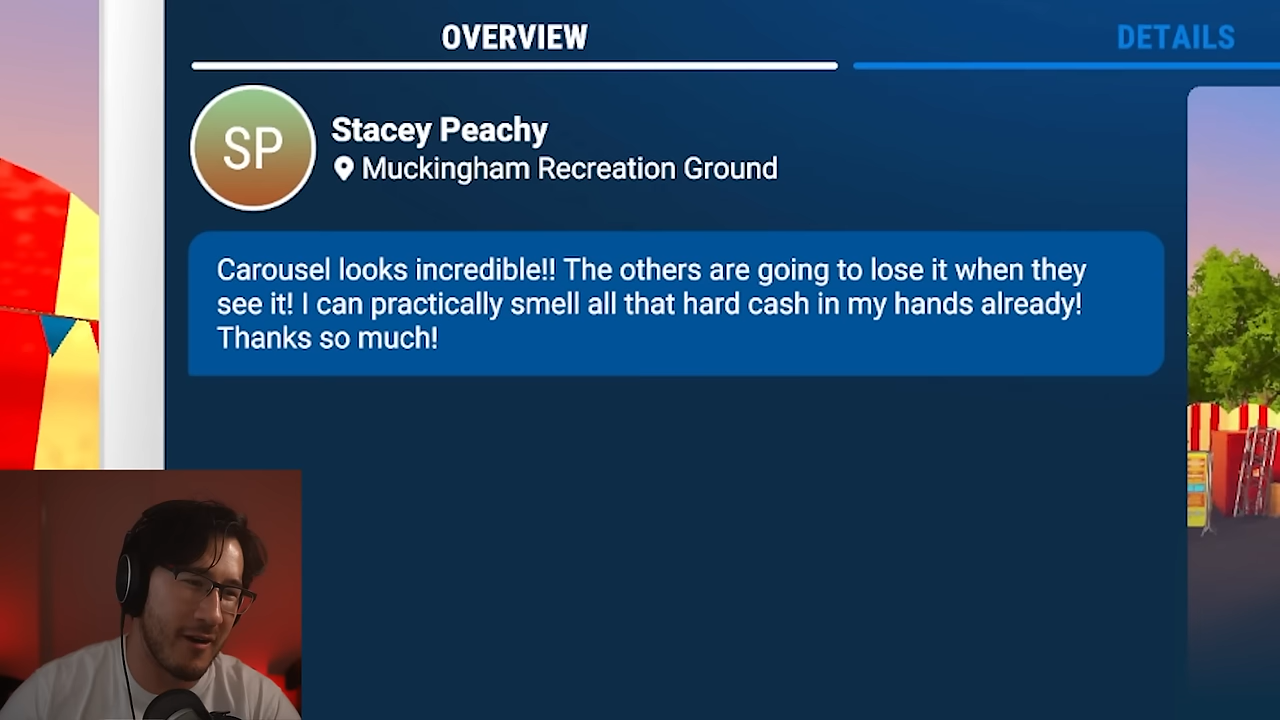 OVERVIEW
DETAILS
SP
Stacey Peachy
Muckingham Recreation Ground
Carousel looks incredible!! The others are going to lose it when they
see it! I can practically smell all that hard cash in my hands already!
Thanks so much!